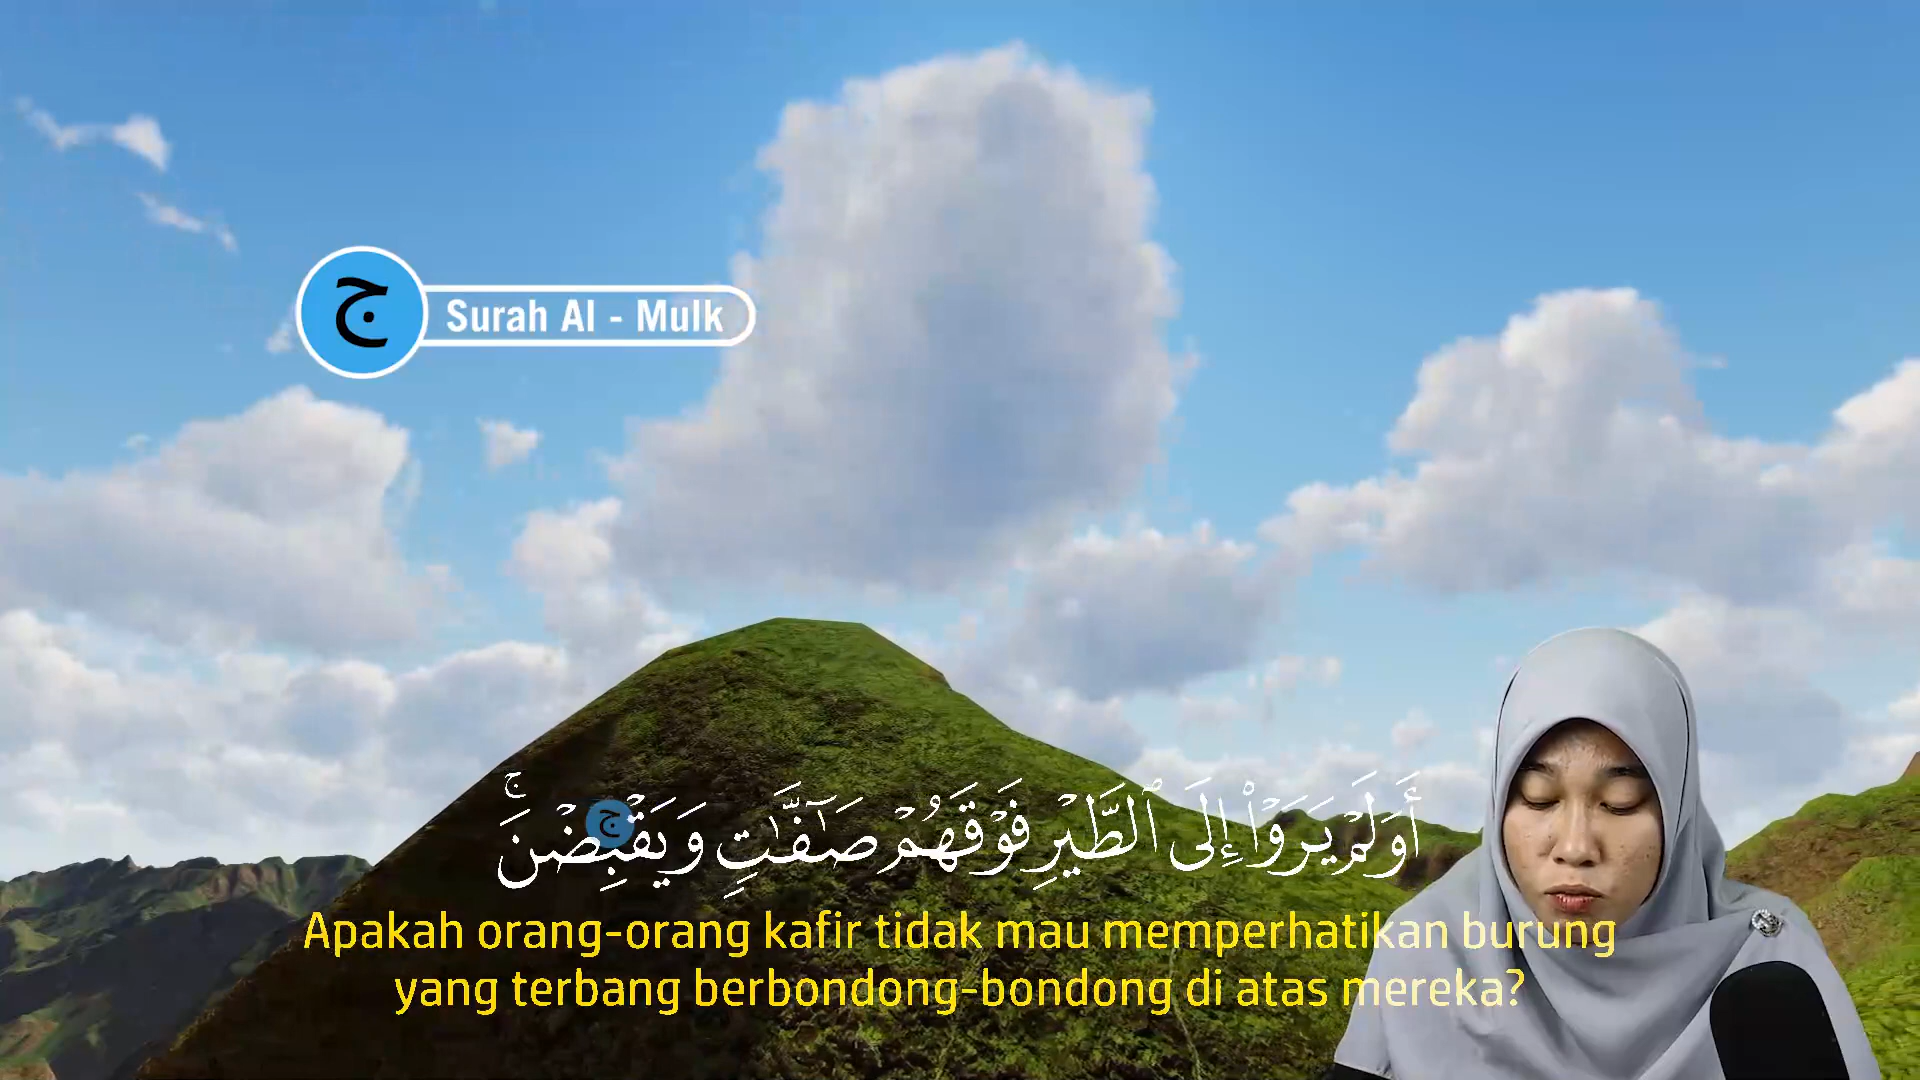 ج
Surah Al - Mulk
أَوَلَمْ يَرَوْا۟ إِلَى ٱلطَّيْرِ فَوْقَهُمْ صَـٰٓفَّـٰتٍ وَيَقْبِضْنَ ۚ
ج
Apakah orang-orang kafir tidak mau memperhatikan burung
yang terbang berbondong-bondong di atas mereka?